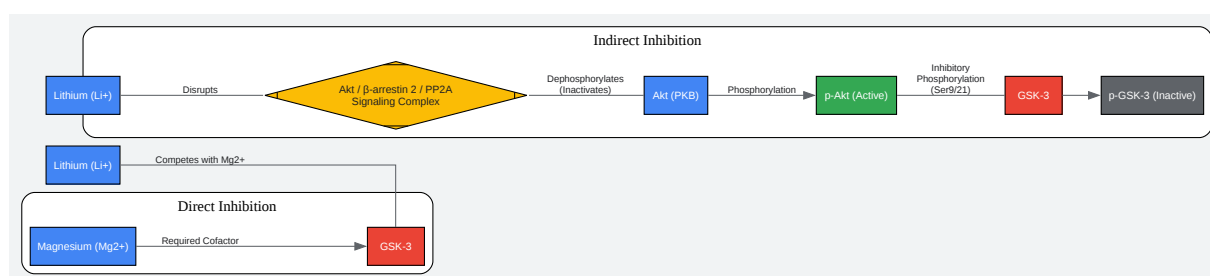 Indirect Inhibition
Lithium (Li+)
Disrupts
Akt / β-arrestin 2 / PP2A
Signaling Complex
Dephosphorylates
(Inactivates)
Akt (PKB)
Phosphorylation
p-Akt (Active)
Inhibitory
Phosphorylation
(Ser9/21)
GSK-3
p-GSK-3 (Inactive)
Lithium (Li+)
Competes with Mg2+
Direct Inhibition
Magnesium (Mg2+)
Required Cofactor
GSK-3